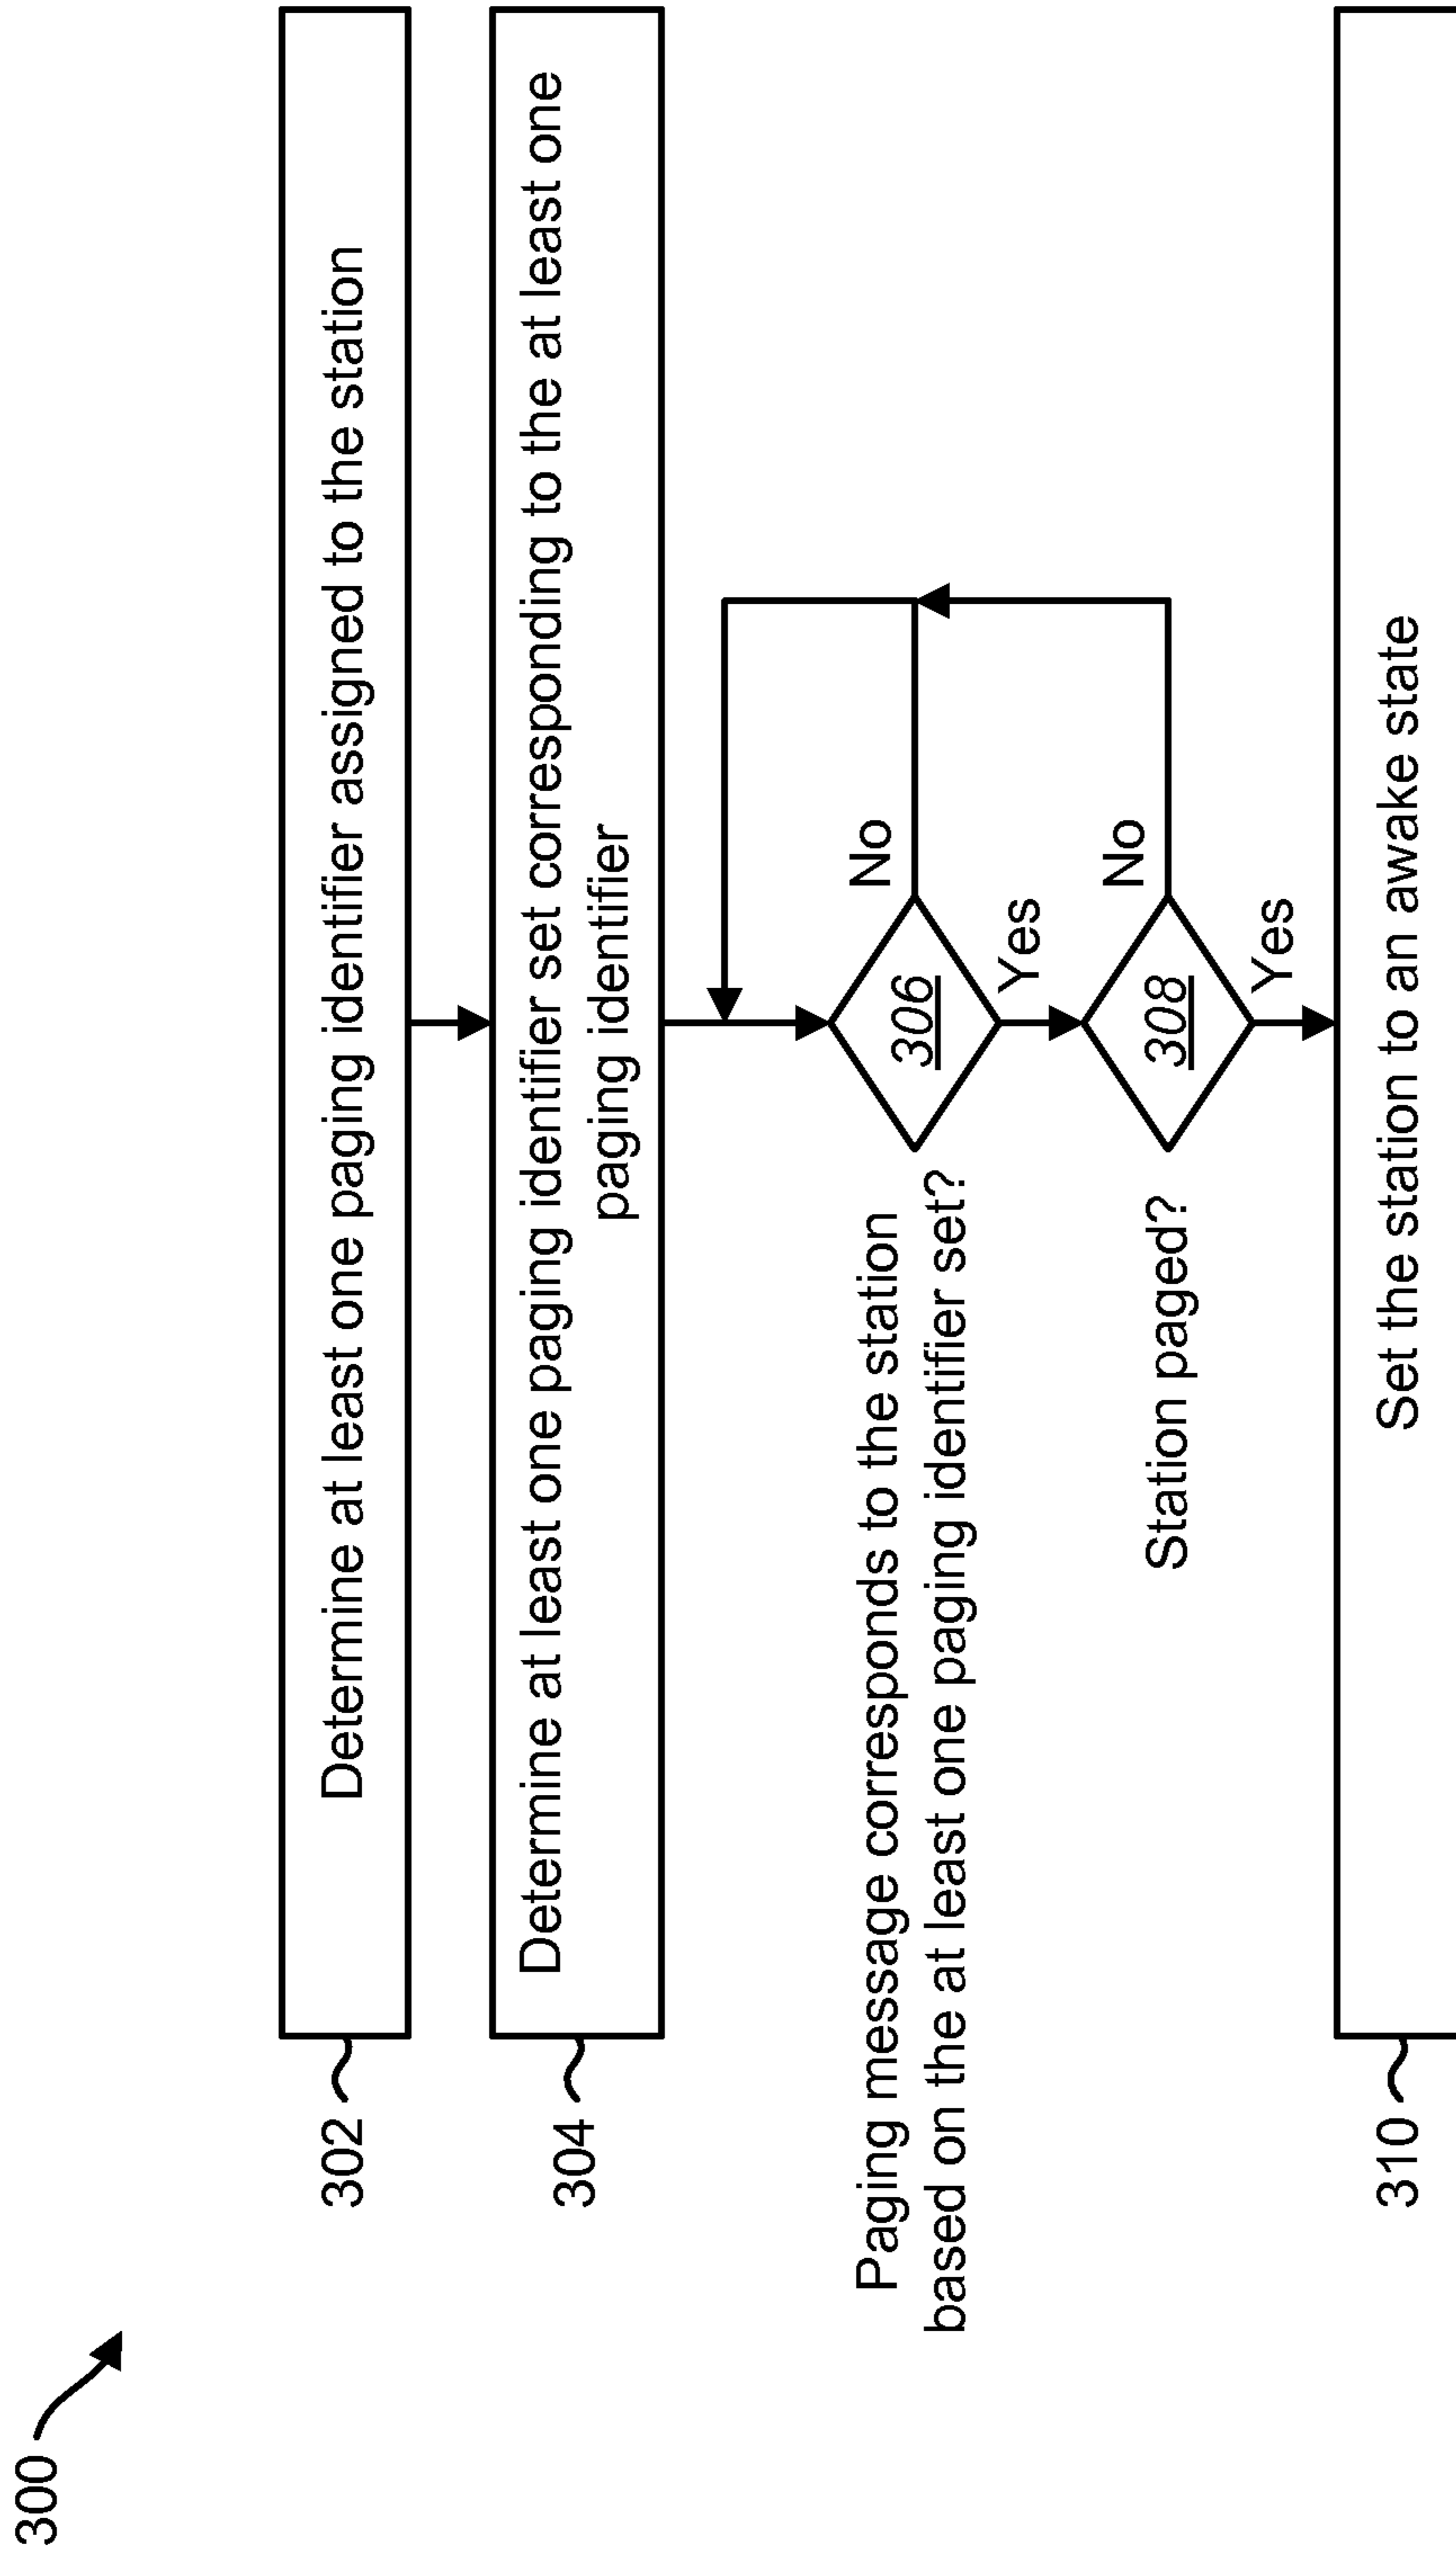 300
302
Determine at least one paging identifier assigned to the station
304
Determine at least one paging identifier set corresponding to the at least one
paging identifier
Paging message corresponds to the station
based on the at least one paging identifier set?
306
No
Yes
Station paged?
308
No
Yes
310
Set the station to an awake state